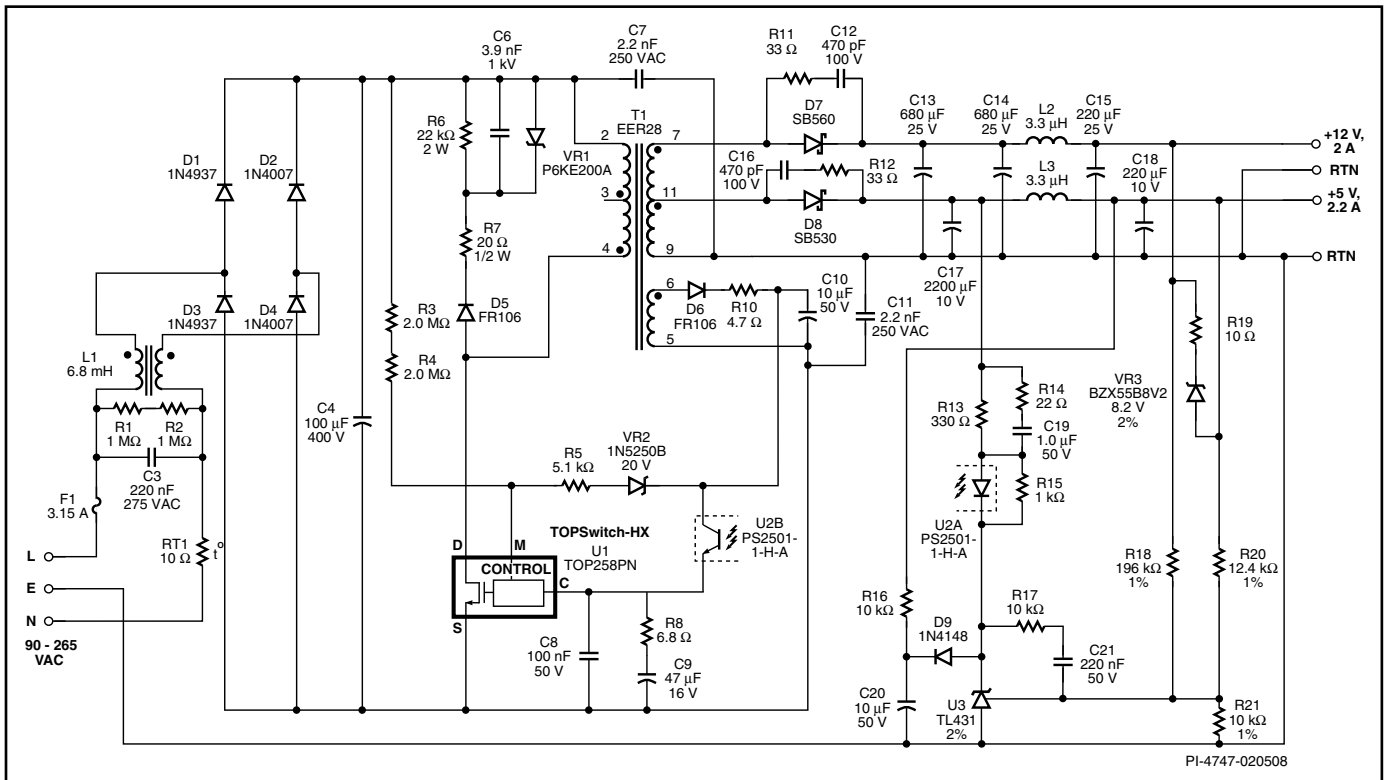 C6
3.9 nF
1 kV
C7
2.2 nF
250 VAC
R11
33 Ω
C12
470 pF
100 V
R6
22 kΩ
2 W
VR1
P6KE200A
T1
EER28
2
3
4
7
11
9
6
5
D7
SB560
C13
680 μF
25 V
C14
680 μF
25 V
L2
3.3 μH
C15
220 μF
25 V
+12 V,
2 A
RTN
C16
470 pF
100 V
R12
33 Ω
L3
3.3 μH
C18
220 μF
10 V
+5 V,
2.2 A
D8
SB530
RTN
D1
1N4937
D2
1N4007
R7
20 Ω
1/2 W
C17
2200 μF
10 V
D3
1N4937
D4
1N4007
R3
2.0 MΩ
D5
FR106
D6
FR106
R10
4.7 Ω
C10
10 μF
50 V
C11
2.2 nF
250 VAC
R19
10 Ω
L1
6.8 mH
R4
2.0 MΩ
R1
1 MΩ
R2
1 MΩ
C4
100 μF
400 V
R13
330 Ω
R14
22 Ω
C19
1.0 μF
50 V
VR3
BZX55B8V2
8.2 V
2%
C3
220 nF
275 VAC
R5
5.1 kΩ
VR2
1N5250B
20 V
R15
1 kΩ
F1
3.15 A
U2B
PS2501-
1-H-A
U2A
PS2501-
1-H-A
RT1
10 Ω
t°
L
E
N
90 - 265
VAC
D
M
TOPSwitch-HX
U1
TOP258PN
CONTROL
C
S
R18
196 kΩ
1%
R20
12.4 kΩ
1%
R16
10 kΩ
R17
10 kΩ
D9
1N4148
R8
6.8 Ω
C8
100 nF
50 V
C9
47 μF
16 V
C21
220 nF
50 V
C20
10 μF
50 V
U3
TL431
2%
R21
10 kΩ
1%
PI-4747-020508